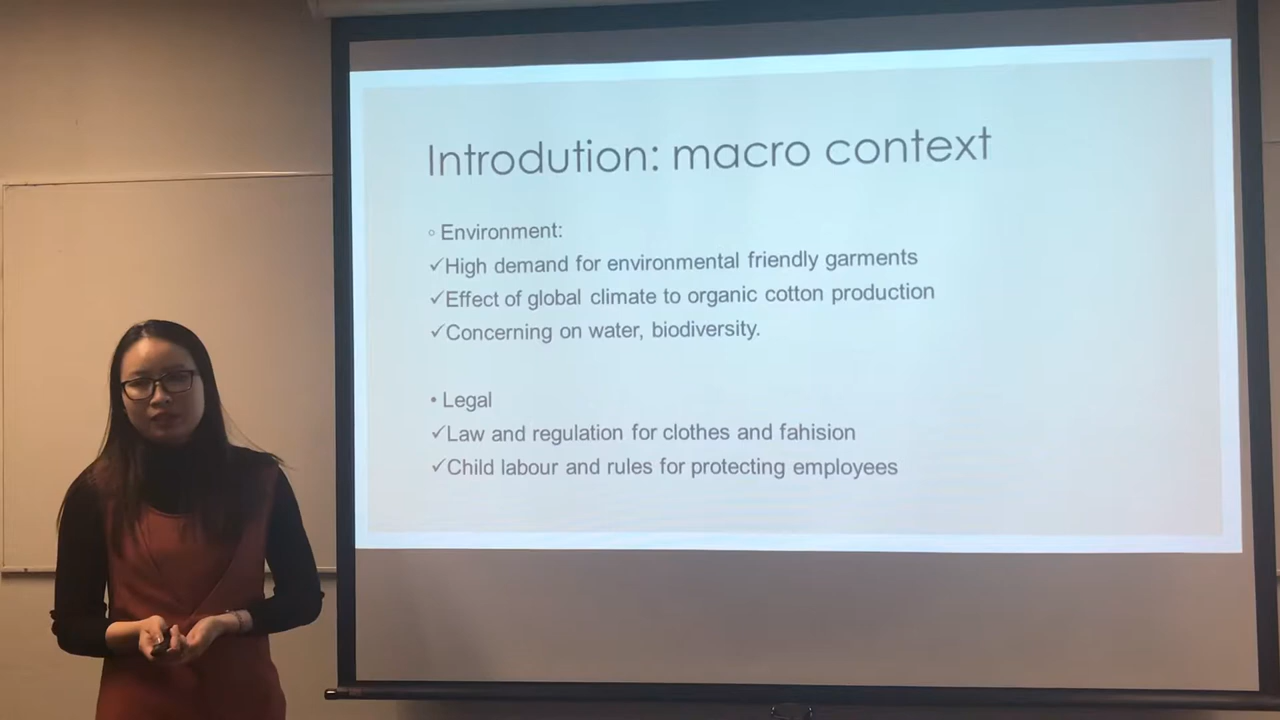 Introdution: macro context
◦ Environment:
✓High demand for environmental friendly garments
✓Effect of global climate to organic cotton production
✓Concerning on water, biodiversity.
• Legal
✓Law and regulation for clothes and fahision
✓Child labour and rules for protecting employees